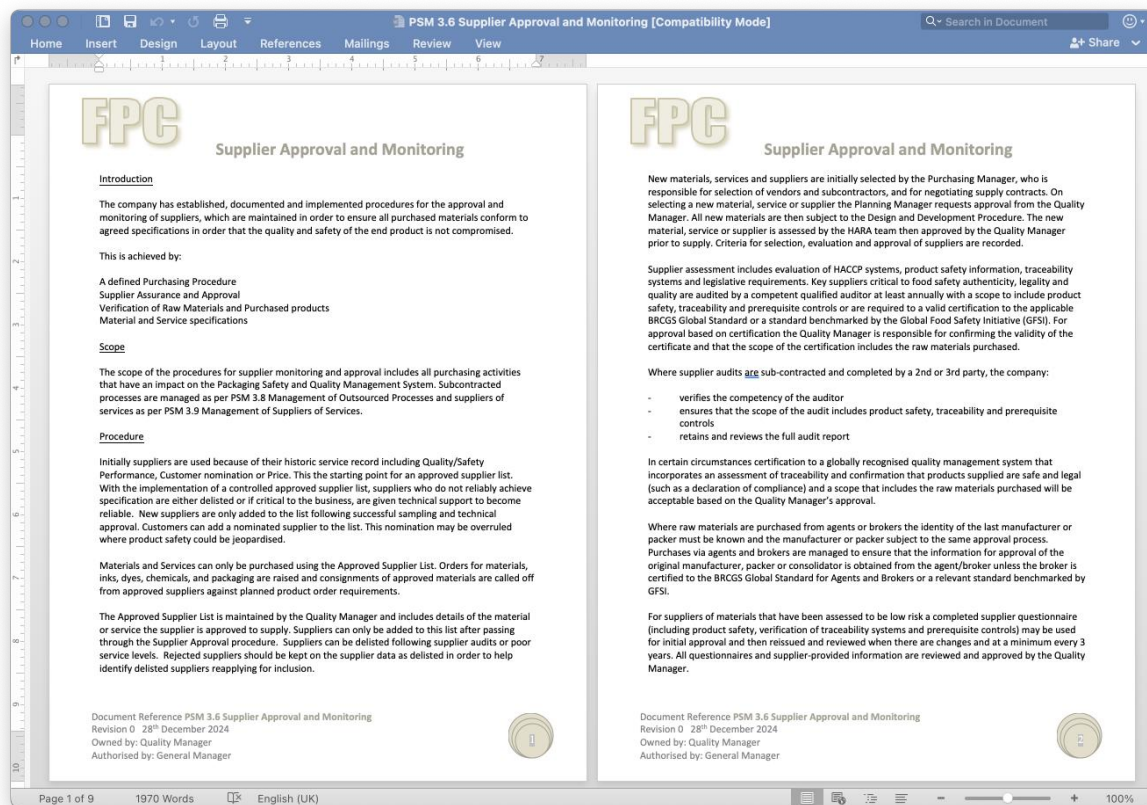 PSM 3.6 Supplier Approval and Monitoring [Compatibility Mode]
Search in Document
Home Insert Design Layout References Mailings Review View
Share
1 2 3 4 5 6 7
FPC
Supplier Approval and Monitoring
Introduction
The company has established, documented and implemented procedures for the approval and
monitoring of suppliers, which are maintained in order to ensure all purchased materials conform to
agreed specifications in order that the quality and safety of the end product is not compromised.
This is achieved by:
A defined Purchasing Procedure
Supplier Assurance and Approval
Verification of Raw Materials and Purchased products
Material and Service specifications
Scope
The scope of the procedures for supplier monitoring and approval includes all purchasing activities
that have an impact on the Packaging Safety and Quality Management System. Subcontracted
processes are managed as per PSM 3.8 Management of Outsourced Processes and suppliers of
services as per PSM 3.9 Management of Suppliers of Services.
Procedure
Initially suppliers are used because of their historic service record including Quality/Safety
Performance, Customer nomination or Price. This the starting point for an approved supplier list.
With the implementation of a controlled approved supplier list, suppliers who do not reliably achieve
specification are either delisted or if critical to the business, are given technical support to become
reliable. New suppliers are only added to the list following successful sampling and technical
approval. Customers can add a nominated supplier to the list. This nomination may be overruled
where product safety could be jeopardised.
Materials and Services can only be purchased using the Approved Supplier List. Orders for materials,
inks, dyes, chemicals, and packaging are raised and consignments of approved materials are called off
from approved suppliers against planned product order requirements.
The Approved Supplier List is maintained by the Quality Manager and includes details of the material
or service the supplier is approved to supply. Suppliers can only be added to this list after passing
through the Supplier Approval procedure. Suppliers can be delisted following supplier audits or poor
service levels. Rejected suppliers should be kept on the supplier data as delisted in order to help
identify delisted suppliers reapplying for inclusion.
Document Reference PSM 3.6 Supplier Approval and Monitoring
Revision 0 28th December 2024
Owned by: Quality Manager
Authorised by: General Manager
1
FPC
Supplier Approval and Monitoring
New materials, services and suppliers are initially selected by the Purchasing Manager, who is
responsible for selection of vendors and subcontractors, and for negotiating supply contracts. On
selecting a new material, service or supplier the Planning Manager requests approval from the Quality
Manager. All new materials are then subject to the Design and Development Procedure. The new
material, service or supplier is assessed by the HARA team then approved by the Quality Manager
prior to supply. Criteria for selection, evaluation and approval of suppliers are recorded.
Supplier assessment includes evaluation of HACCP systems, product safety information, traceability
systems and legislative requirements. Key suppliers critical to food safety authenticity, legality and
quality are audited by a competent qualified auditor at least annually with a scope to include product
safety, traceability and prerequisite controls or are required to a valid certification to the applicable
BRCGS Global Standard or a standard benchmarked by the Global Food Safety Initiative (GFSI). For
approval based on certification the Quality Manager is responsible for confirming the validity of the
certificate and that the scope of the certification includes the raw materials purchased.
Where supplier audits are sub-contracted and completed by a 2nd or 3rd party, the company:
- verifies the competency of the auditor
- ensures that the scope of the audit includes product safety, traceability and prerequisite
controls
- retains and reviews the full audit report
In certain circumstances certification to a globally recognised quality management system that
incorporates an assessment of traceability and confirmation that products supplied are safe and legal
(such as a declaration of compliance) and a scope that includes the raw materials purchased will be
acceptable based on the Quality Manager's approval.
Where raw materials are purchased from agents or brokers the identity of the last manufacturer or
packer must be known and the manufacturer or packer subject to the same approval process.
Purchases via agents and brokers are managed to ensure that the information for approval of the
original manufacturer, packer or consolidator is obtained from the agent/broker unless the broker is
certified to the BRCGS Global Standard for Agents and Brokers or a relevant standard benchmarked by
GFSI.
For suppliers of materials that have been assessed to be low risk a completed supplier questionnaire
(including product safety, verification of traceability systems and prerequisite controls) may be used
for initial approval and then reissued and reviewed when there are changes and at a minimum every 3
years. All questionnaires and supplier-provided information are reviewed and approved by the Quality
Manager.
Document Reference PSM 3.6 Supplier Approval and Monitoring
Revision 0 28th December 2024
Owned by: Quality Manager
Authorised by: General Manager
2
Page 1 of 9 1970 Words English (UK) 100%